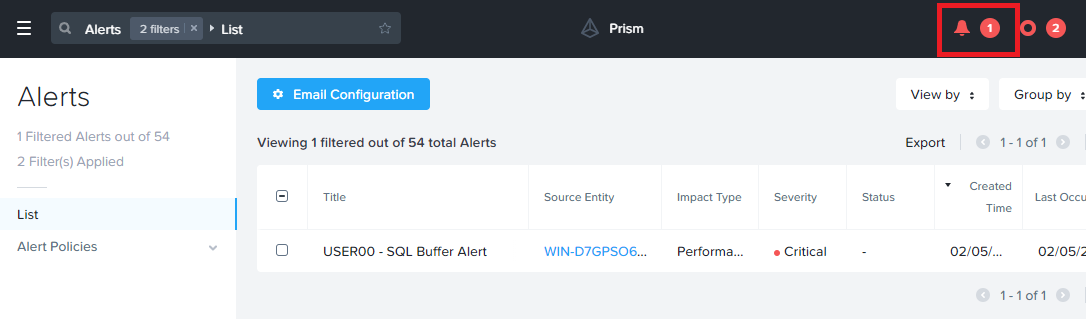 Alerts 2 filters × List Prism 1 2
Alerts
1 Filtered Alerts out of 54
2 Filter(s) Applied
List
Alert Policies
Email Configuration View by Group by
Viewing 1 filtered out of 54 total Alerts Export 1 - 1 of 1
Title Source Entity Impact Type Severity Status Created Time Last Occu
USER00 - SQL Buffer Alert WIN-D7GPSO6... Performa... Critical - 02/05/... 02/05/2
1 - 1 of 1